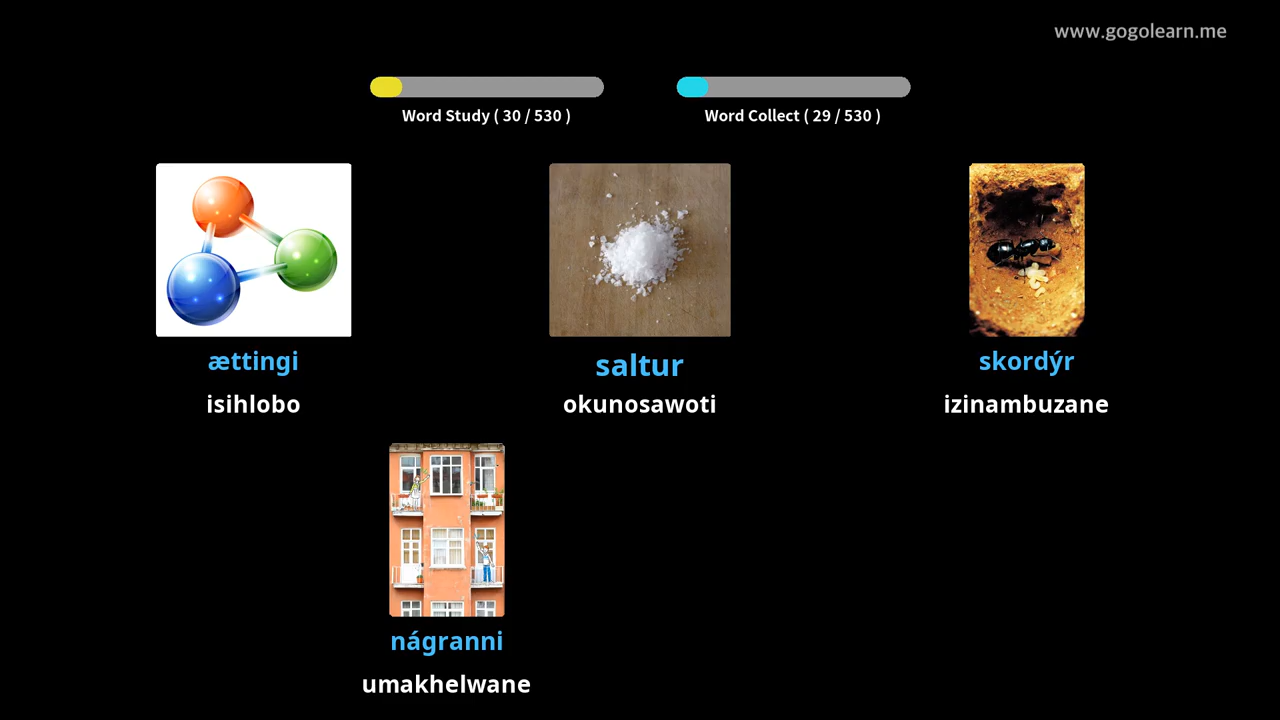 www.gogolearn.me
Word Study ( 30 / 530 )
Word Collect ( 29 / 530 )
ættingi
saltur
skordýr
isihlobo
okunosawoti
izinambuzane
nágranni
umakhelwane